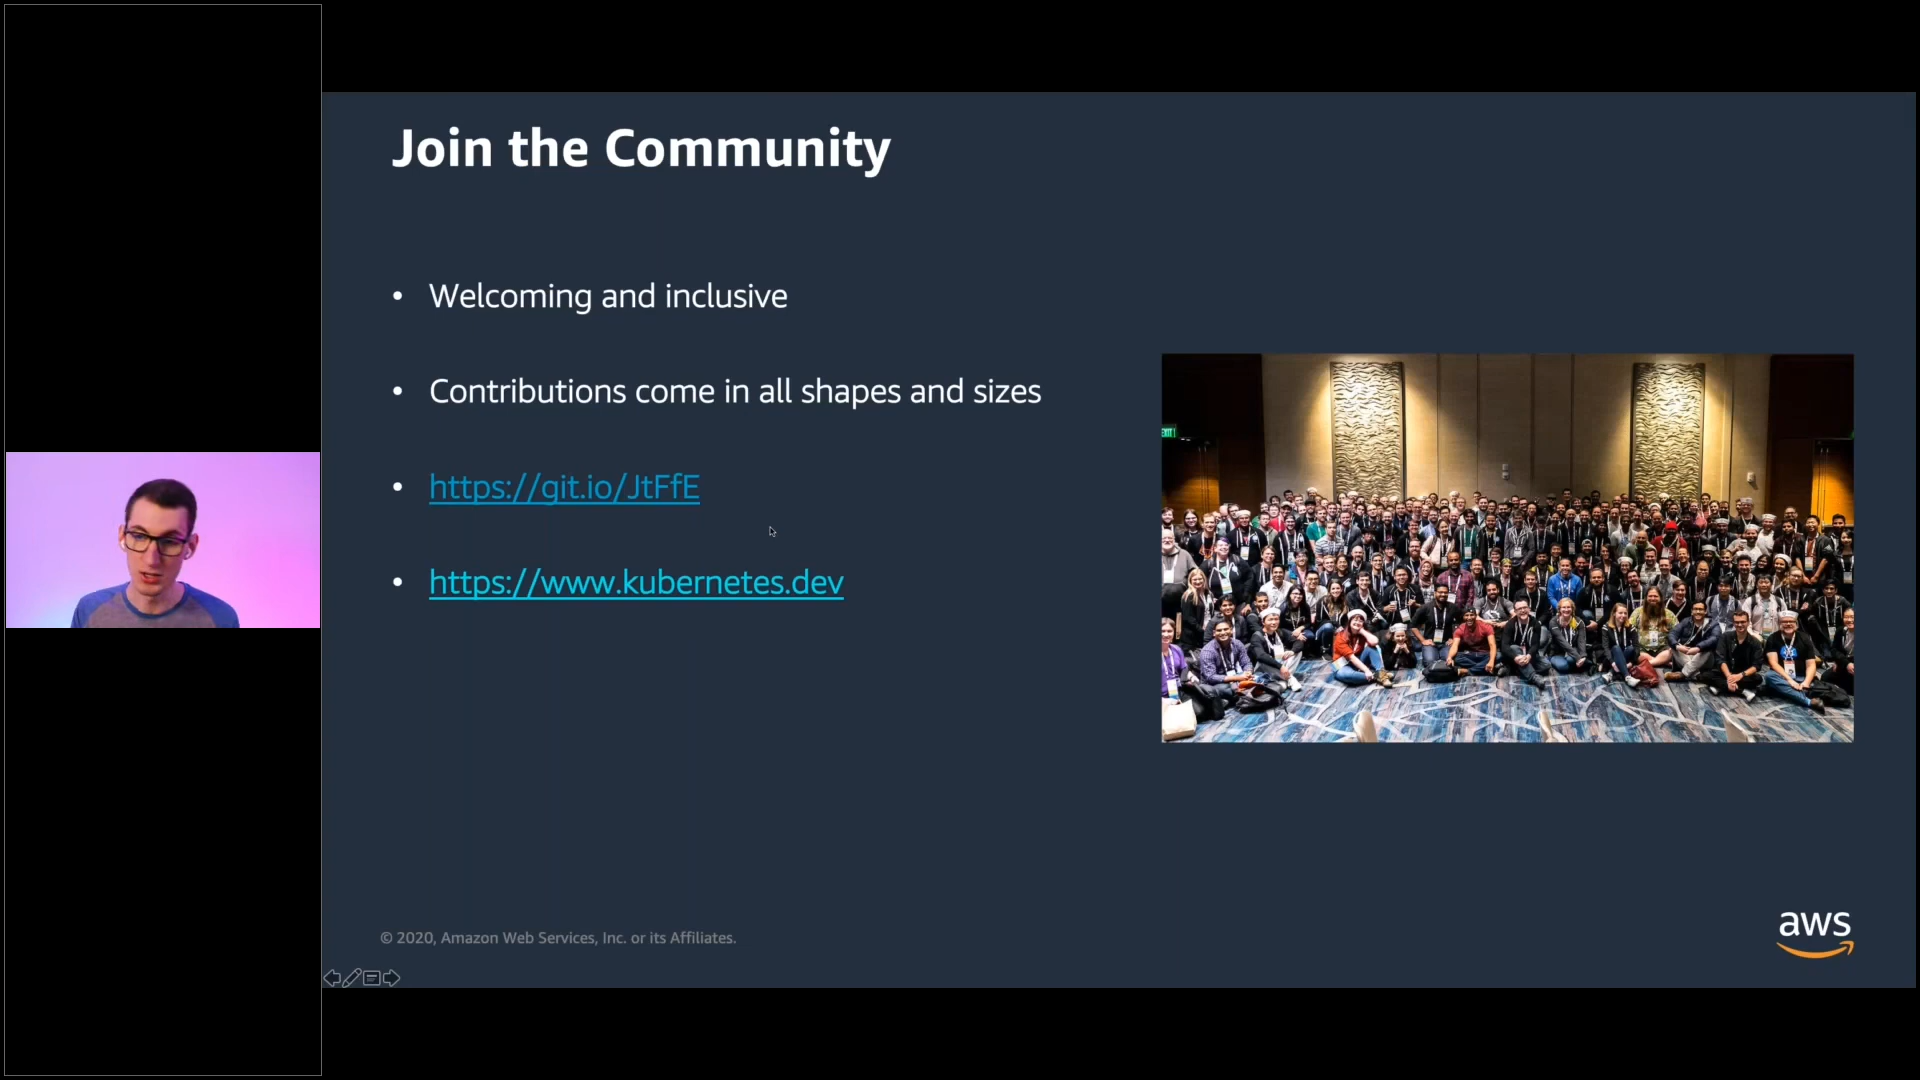 Join the Community
• Welcoming and inclusive
• Contributions come in all shapes and sizes
• https://git.io/JtFfE
• https://www.kubernetes.dev
EXIT
© 2020, Amazon Web Services, Inc. or its Affiliates.
aws